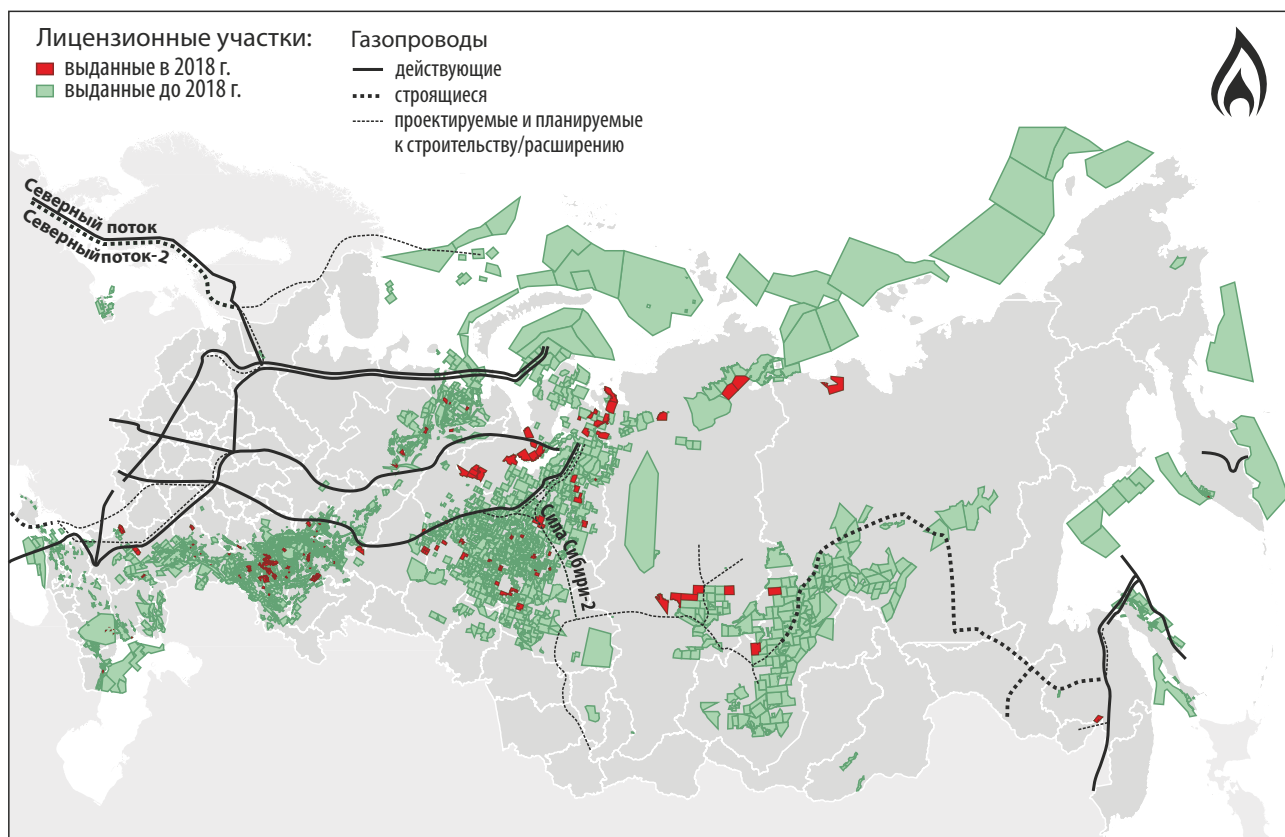 Лицензионные участки:
выданные в 2018 г.
выданные до 2018 г.
Газопроводы
действующие
строящиеся
проектируемые и планируемые
к строительству/расширению
Северный поток
Северный поток-2
Сила Сибири-2